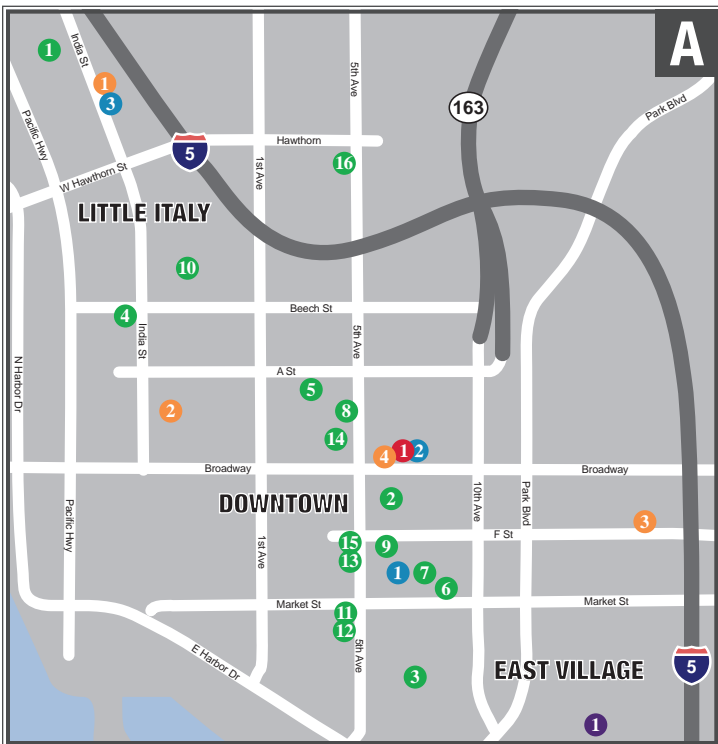 A
1
India St
5th Ave
1
3
163
Park Blvd
Pacific Hwy
Hawthorn
5
1st Ave
16
W Hawthorn St
LITTLE ITALY
10
Beech St
4
India St
5th Ave
N Harbor Dr
A St
5
2
8
14
4
1
2
Broadway
Broadway
DOWNTOWN
2
10th Ave
Park Blvd
3
Pacific Hwy
1st Ave
F St
15
9
13
1
7
6
Market St
Market St
11
12
5th Ave
E Harbor Dr
3
EAST VILLAGE
5
1